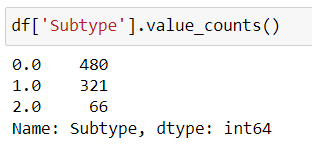 df['Subtype'].value_counts()
0.0    480
1.0    321
2.0     66
Name: Subtype, dtype: int64